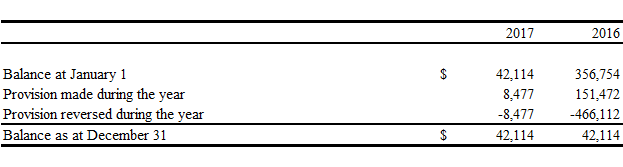 2017 2016
Balance at January 1 $ 42,114 356,754
Provision made during the year 8,477 151,472
Provision reversed during the year -8,477 -466,112
Balance as at December 31 $ 42,114 42,114